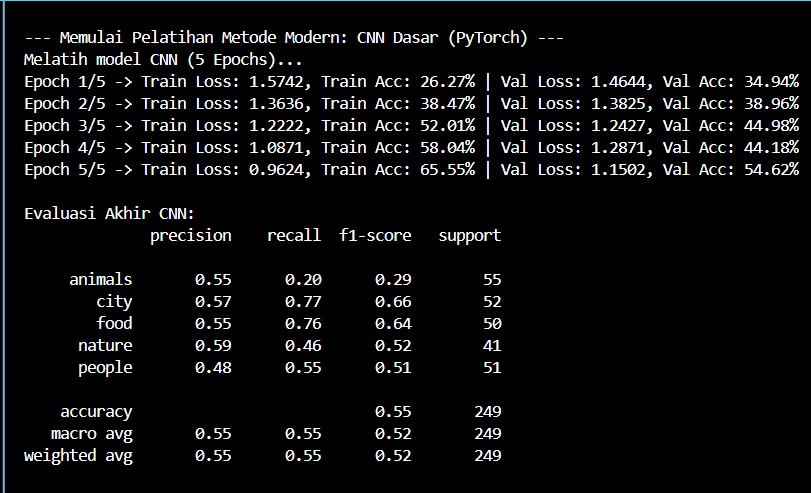 --- Memulai Pelatihan Metode Modern: CNN Dasar (PyTorch) ---
Melatih model CNN (5 Epochs)...
Epoch 1/5 -> Train Loss: 1.5742, Train Acc: 26.27% | Val Loss: 1.4644, Val Acc: 34.94%
Epoch 2/5 -> Train Loss: 1.3636, Train Acc: 38.47% | Val Loss: 1.3825, Val Acc: 38.96%
Epoch 3/5 -> Train Loss: 1.2222, Train Acc: 52.01% | Val Loss: 1.2427, Val Acc: 44.98%
Epoch 4/5 -> Train Loss: 1.0871, Train Acc: 58.04% | Val Loss: 1.2871, Val Acc: 44.18%
Epoch 5/5 -> Train Loss: 0.9624, Train Acc: 65.55% | Val Loss: 1.1502, Val Acc: 54.62%

Evaluasi Akhir CNN:
              precision    recall  f1-score   support

     animals       0.55      0.20      0.29        55
        city       0.57      0.77      0.66        52
        food       0.55      0.76      0.64        50
      nature       0.59      0.46      0.52        41
      people       0.48      0.55      0.51        51

    accuracy                           0.55       249
   macro avg       0.55      0.55      0.52       249
weighted avg       0.55      0.55      0.52       249